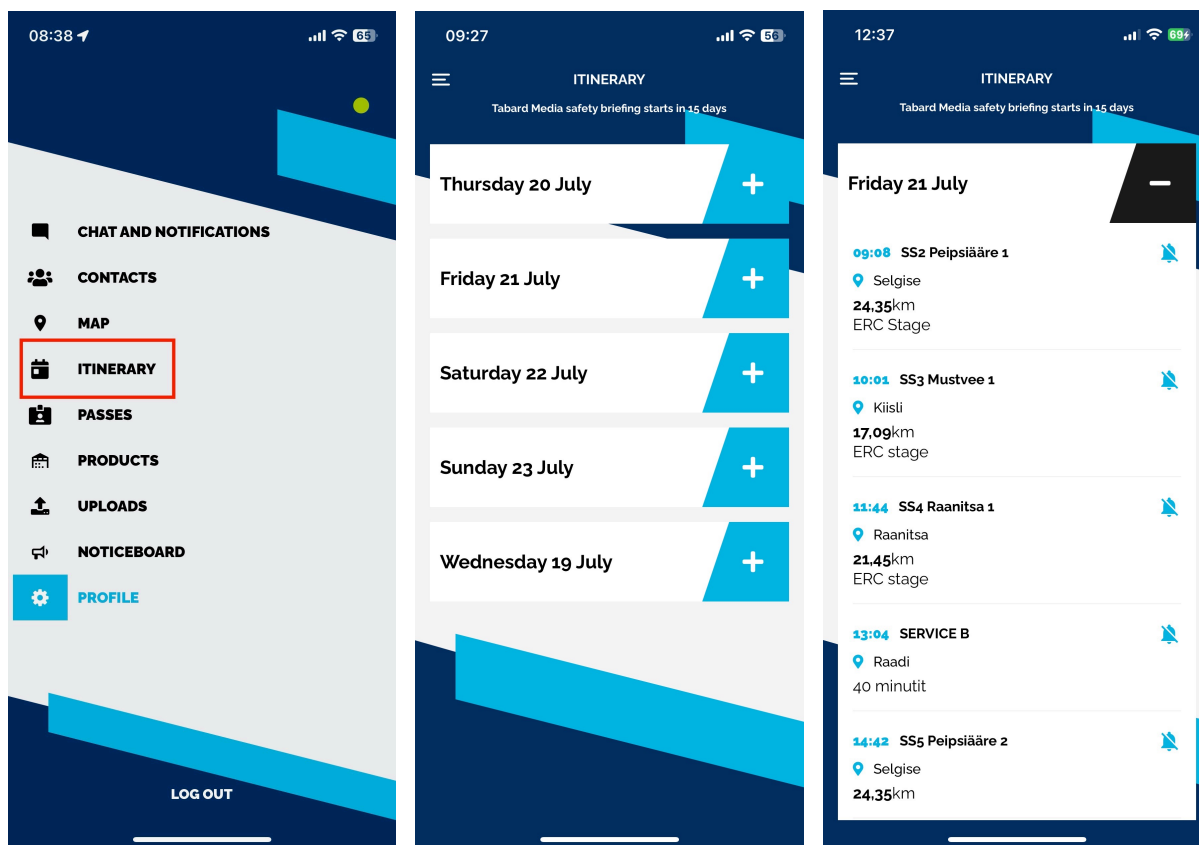 08:38
65
CHAT AND NOTIFICATIONS
CONTACTS
MAP
ITINERARY
PASSES
PRODUCTS
UPLOADS
NOTICEBOARD
PROFILE
LOG OUT
09:27
56
ITINERARY
Tabard Media safety briefing starts in 15 days
Thursday 20 July
Friday 21 July
Saturday 22 July
Sunday 23 July
Wednesday 19 July
12:37
69
ITINERARY
Tabard Media safety briefing starts in 15 days
Friday 21 July
09:08 SS2 Peipsiääre 1
Selgise
24,35km
ERC Stage
10:01 SS3 Mustvee 1
Kiisli
17,09km
ERC stage
11:44 SS4 Raanitsa 1
Raanitsa
21,45km
ERC stage
13:04 SERVICE B
Raadi
40 minutit
14:42 SS5 Peipsiääre 2
Selgise
24,35km